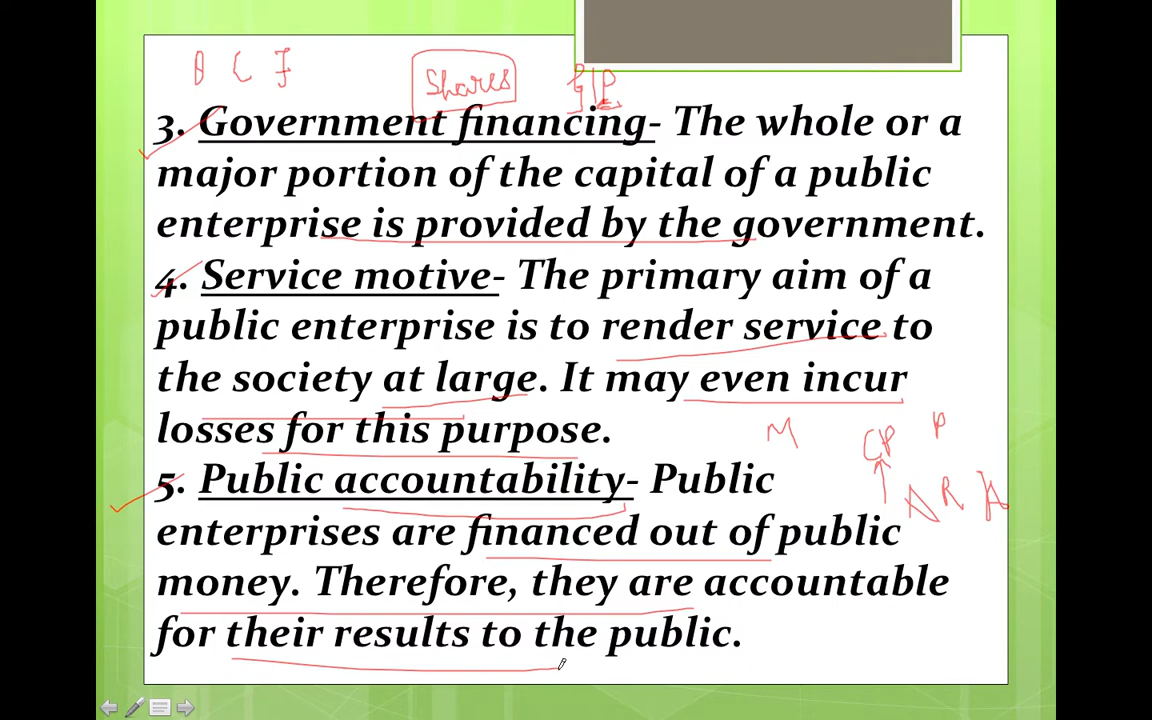 B C F Shares G/P
3. Government financing- The whole or a
major portion of the capital of a public
enterprise is provided by the government.
4. Service motive- The primary aim of a
public enterprise is to render service to
the society at large. It may even incur
losses for this purpose.
M CP P
5. Public accountability- Public
A R A
enterprises are financed out of public
money. Therefore, they are accountable
for their results to the public.